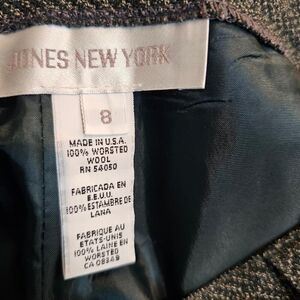 JONES NEW YORK
8
MADE IN U.S.A.
100% WORSTED
WOOL
RN 54050
FABRICADA EN
E.E.U.U.
100% ESTAMBRE DE
LANA
FABRIQUE AU
ETATS-UNIS
100% LAINE EN
WORSTED
CA 08348